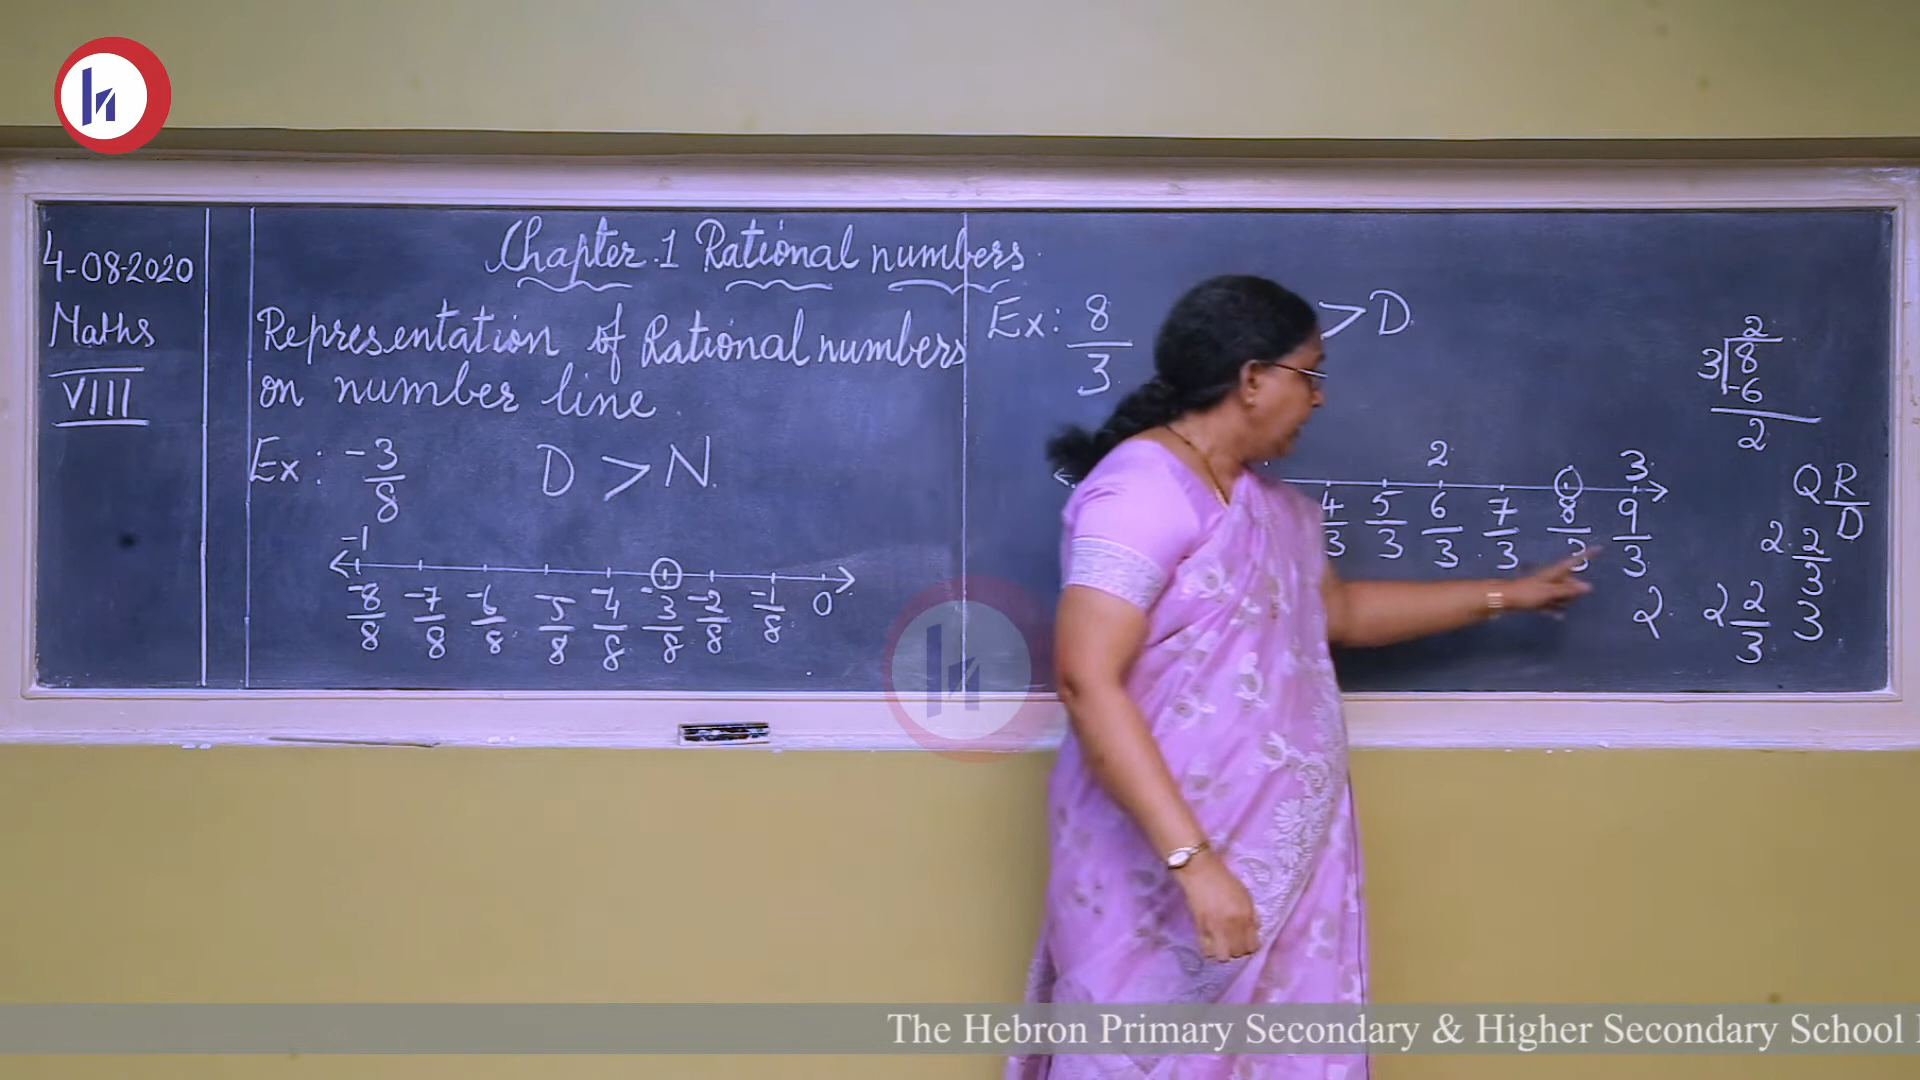 4-08-2020
Maths
VIII
Chapter.1 Rational numbers
Representation of Rational numbers
on number line
Ex: -3/8 D > N
-1
-8/8 -7/8 -6/8 -5/8 -4/8 -3/8 -2/8 -1/8 0
Ex: 8/3 > D
2 3
4/3 5/3 6/3 7/3 8/3 9/3
2
3 8
-6
2
Q R/D
2 2/3
2 2 2/3 3
The Hebron Primary Secondary & Higher Secondary School